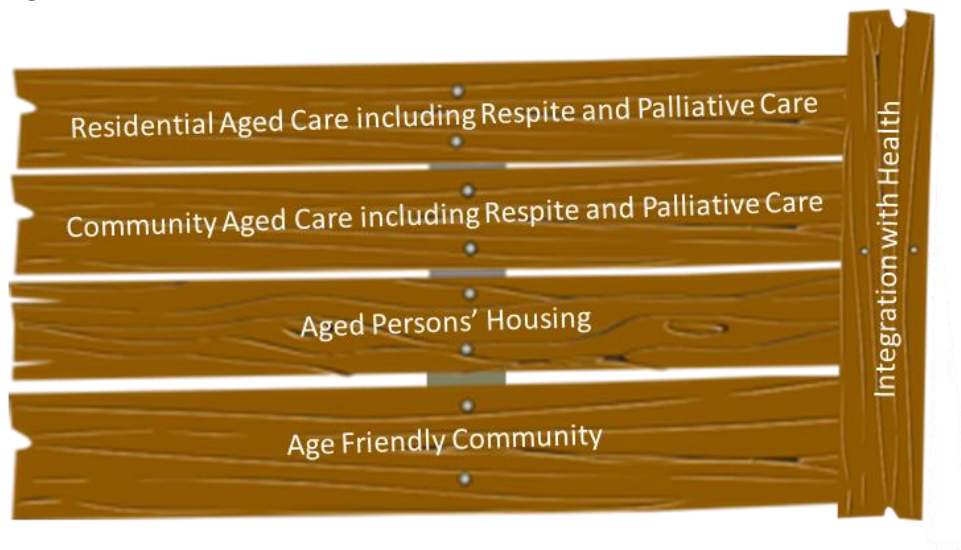 Residential Aged Care including Respite and Palliative Care
Community Aged Care including Respite and Palliative Care
Aged Persons' Housing
Age Friendly Community
Integration with Health